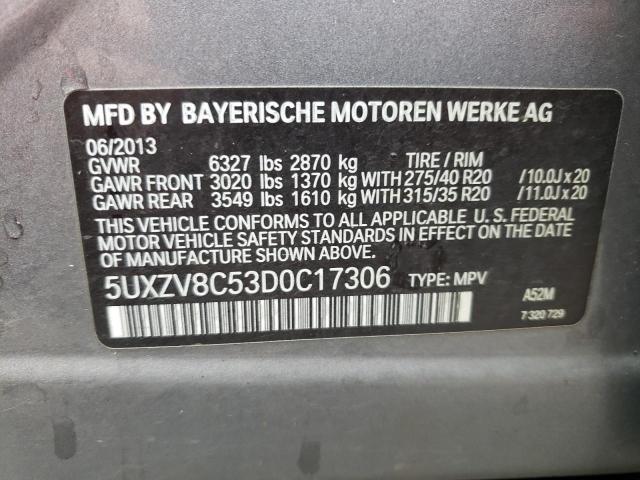 MFD BY BAYERISCHE MOTOREN WERKE AG
06/2013
GVWR 6327 lbs 2870 kg TIRE / RIM
GAWR FRONT 3020 lbs 1370 kg WITH 275/40 R20 /10.0J x 20
GAWR REAR 3549 lbs 1610 kg WITH 315/35 R20 /11.0J x 20
THIS VEHICLE CONFORMS TO ALL APPLICABLE U.S. FEDERAL
MOTOR VEHICLE SAFETY STANDARDS IN EFFECT ON THE DATE
OF MANUFACTURE SHOWN ABOVE.
5UXZV8C53D0C17306 TYPE: MPV A52M
7 320 729